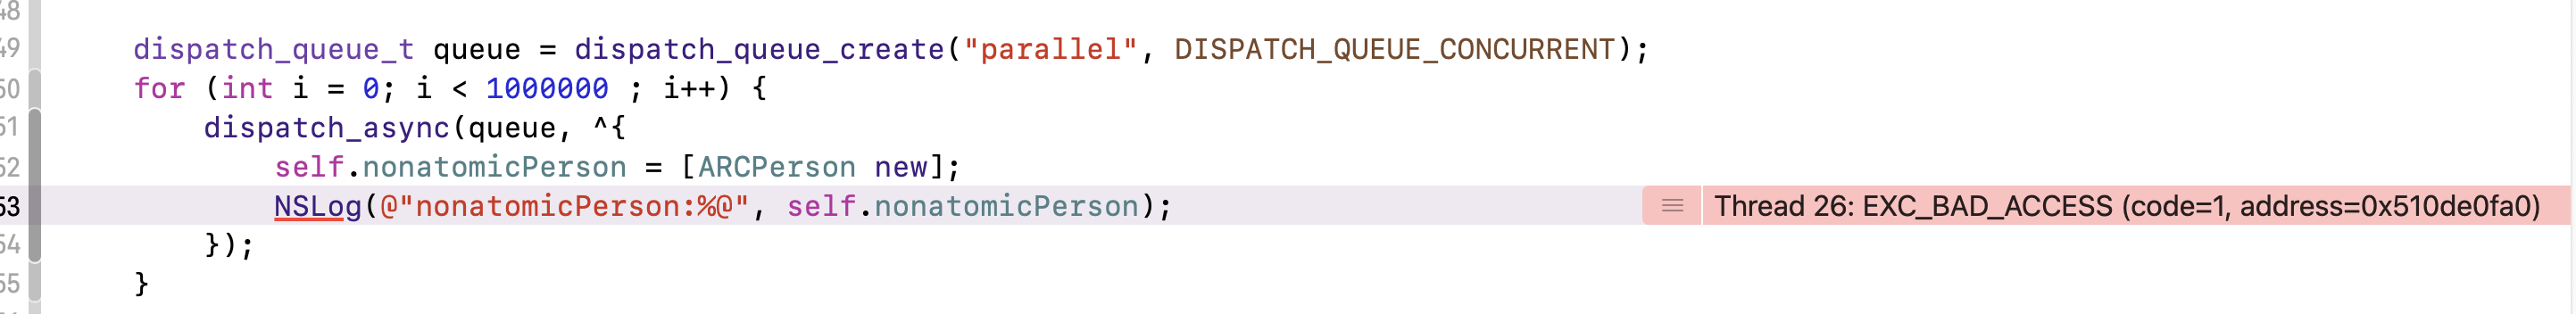 48
49 dispatch_queue_t queue = dispatch_queue_create("parallel", DISPATCH_QUEUE_CONCURRENT);
50 for (int i = 0; i < 1000000 ; i++) {
51 dispatch_async(queue, ^{
52 self.nonatomicPerson = [ARCPerson new];
53 NSLog(@"nonatomicPerson:%@", self.nonatomicPerson); Thread 26: EXC_BAD_ACCESS (code=1, address=0x510de0fa0)
54 });
55 }